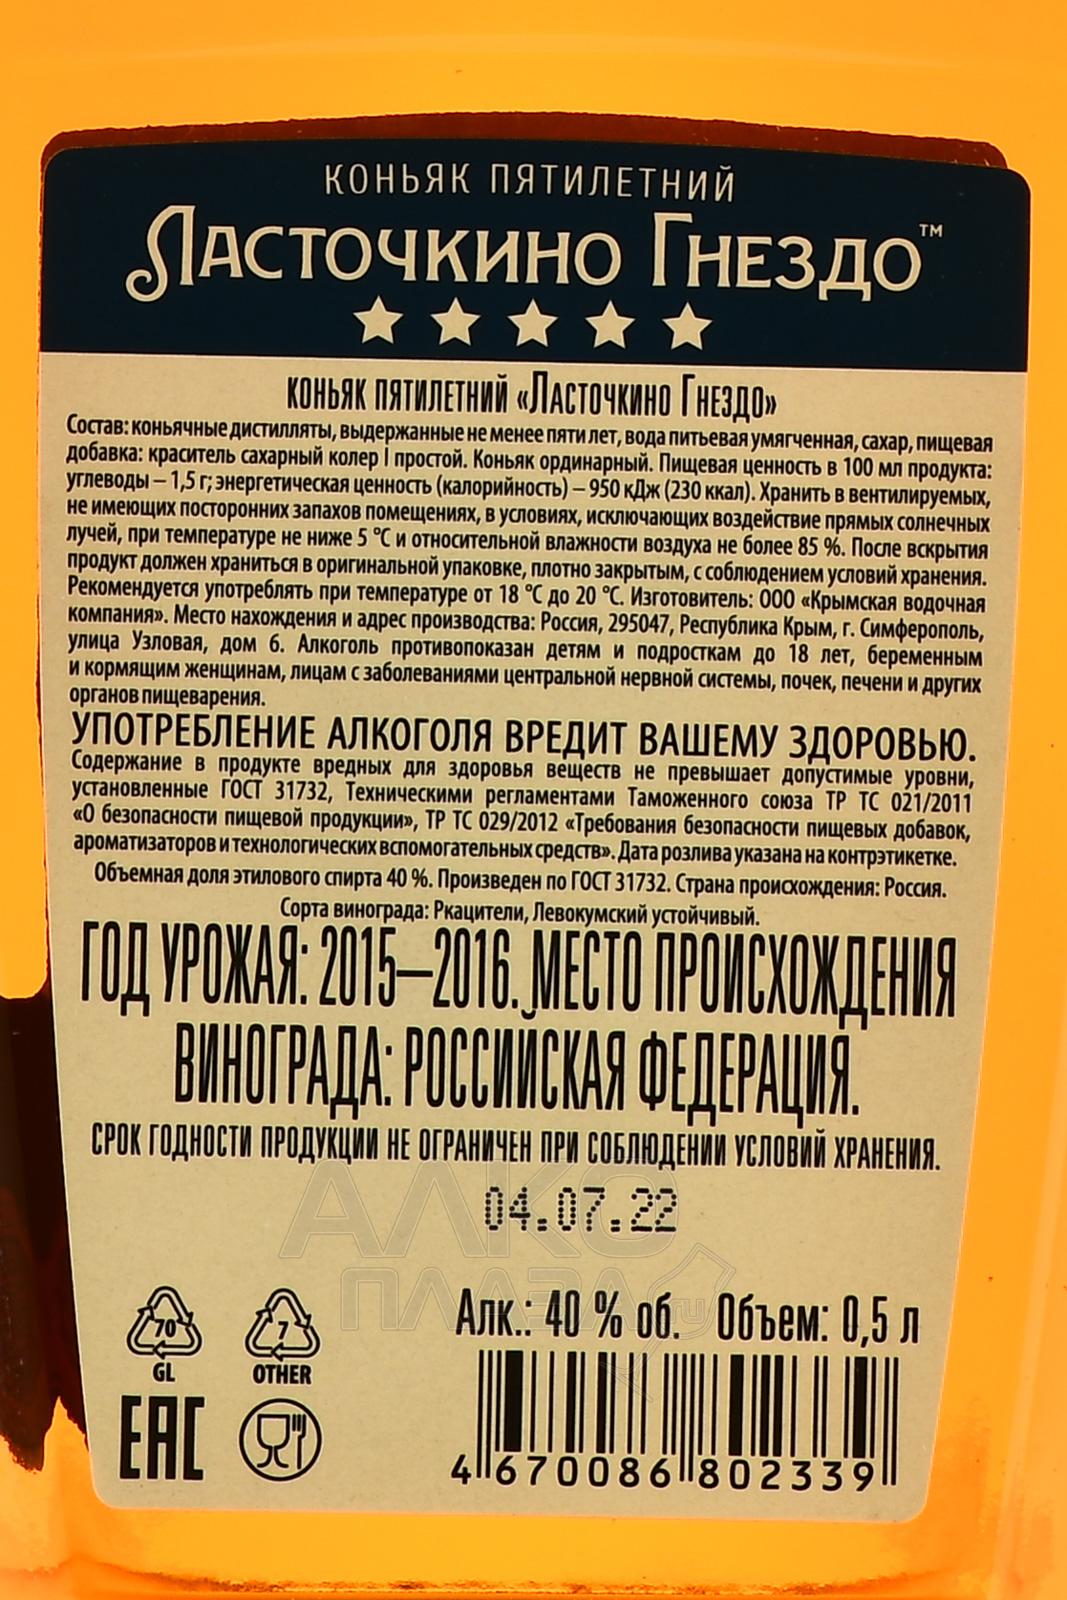 КОНЬЯК ПЯТИЛЕТНИЙ
ЛАСТОЧКИНО ГНЕЗДО™
КОНЬЯК ПЯТИЛЕТНИЙ «ЛАСТОЧКИНО ГНЕЗДО»
Состав: коньячные дистилляты, выдержанные не менее пяти лет, вода питьевая умягченная, сахар, пищевая
добавка: краситель сахарный колер I простой. Коньяк ординарный. Пищевая ценность в 100 мл продукта:
углеводы – 1,5 г; энергетическая ценность (калорийность) – 950 кДж (230 ккал). Хранить в вентилируемых,
не имеющих посторонних запахов помещениях, в условиях, исключающих воздействие прямых солнечных
лучей, при температуре не ниже 5 °С и относительной влажности воздуха не более 85 %. После вскрытия
продукт должен храниться в оригинальной упаковке, плотно закрытым, с соблюдением условий хранения.
Рекомендуется употреблять при температуре от 18 °С до 20 °С. Изготовитель: ООО «Крымская водочная
компания». Место нахождения и адрес производства: Россия, 295047, Республика Крым, г. Симферополь,
улица Узловая, дом 6. Алкоголь противопоказан детям и подросткам до 18 лет, беременным
и кормящим женщинам, лицам с заболеваниями центральной нервной системы, почек, печени и других
органов пищеварения.
УПОТРЕБЛЕНИЕ АЛКОГОЛЯ ВРЕДИТ ВАШЕМУ ЗДОРОВЬЮ.
Содержание в продукте вредных для здоровья веществ не превышает допустимые уровни,
установленные ГОСТ 31732, Техническими регламентами Таможенного союза ТР ТС 021/2011
«О безопасности пищевой продукции», ТР ТС 029/2012 «Требования безопасности пищевых добавок,
ароматизаторов и технологических вспомогательных средств». Дата розлива указана на контрэтикетке.
Объемная доля этилового спирта 40 %. Произведен по ГОСТ 31732. Страна происхождения: Россия.
Сорта винограда: Ркацители, Левокумский устойчивый.
ГОД УРОЖАЯ: 2015–2016. МЕСТО ПРОИСХОЖДЕНИЯ
ВИНОГРАДА: РОССИЙСКАЯ ФЕДЕРАЦИЯ.
СРОК ГОДНОСТИ ПРОДУКЦИИ НЕ ОГРАНИЧЕН ПРИ СОБЛЮДЕНИИ УСЛОВИЙ ХРАНЕНИЯ.
04.07.22
АЛКО
ПЛАЗА.ru
Алк.: 40 % об. Объем: 0,5 л
70 7
GL OTHER
ЕАС
4 670086 802339